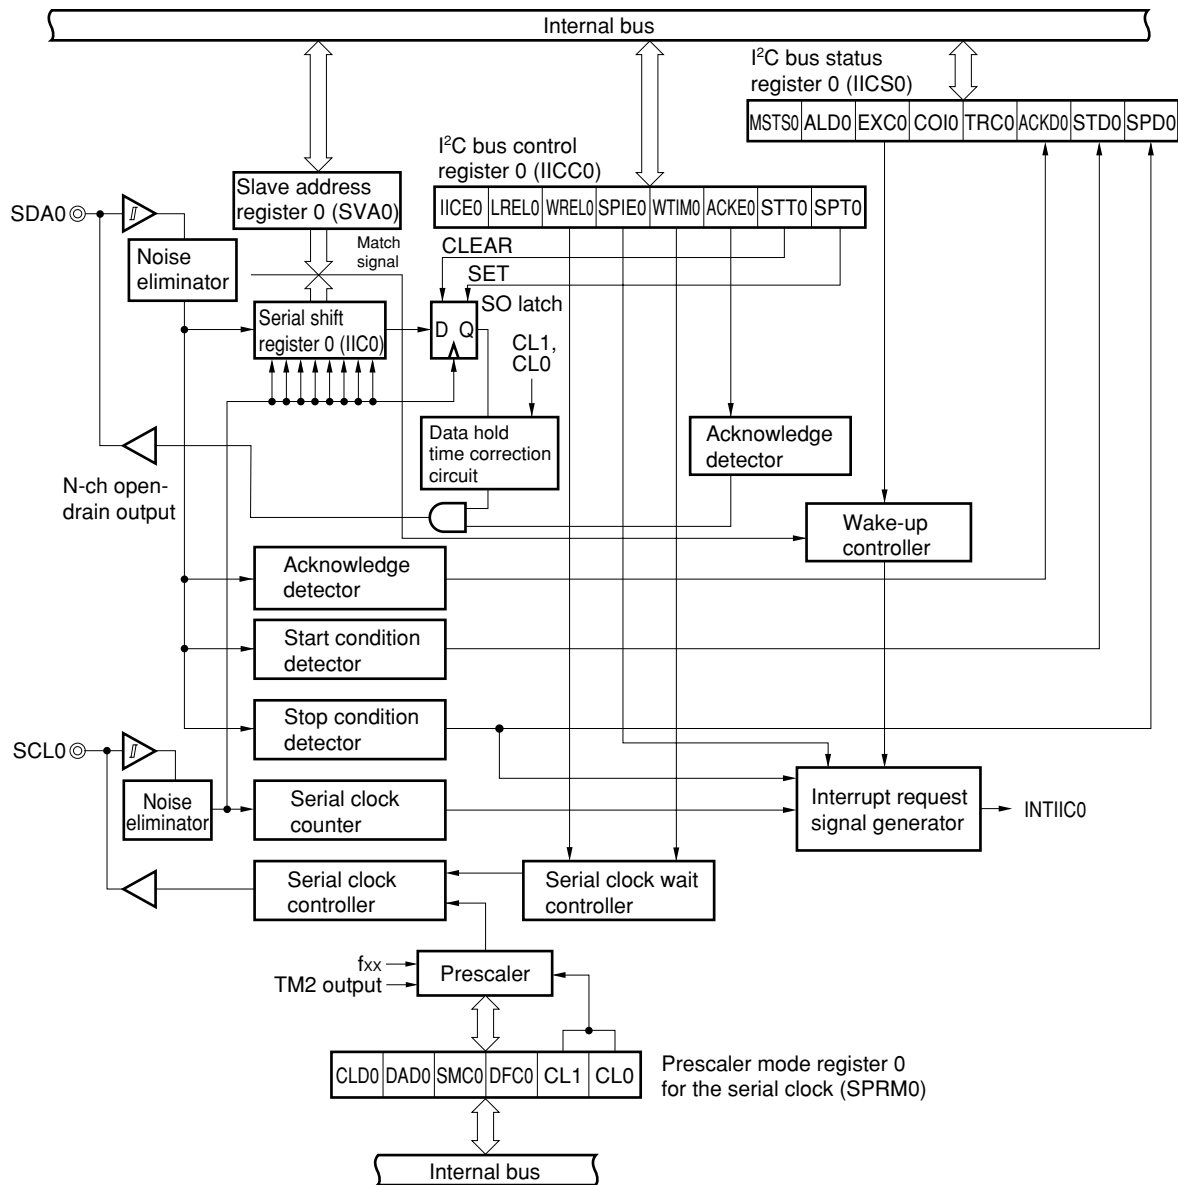 Internal bus
I²C bus status
register 0 (IICS0)
MSTS0 ALD0 EXC0 COI0 TRC0 ACKD0 STD0 SPD0
I²C bus control
register 0 (IICC0)
Slave address
register 0 (SVA0)
IICE0 LREL0 WREL0 SPIE0 WTIM0 ACKE0 STT0 SPT0
SDA0
Noise
eliminator
Match
signal
CLEAR
SET
SO latch
Serial shift
register 0 (IIC0)
D Q
CL1,
CL0
Data hold
time correction
circuit
Acknowledge
detector
N-ch open-
drain output
Wake-up
controller
Acknowledge
detector
Start condition
detector
Stop condition
detector
SCL0
Noise
eliminator
Serial clock
counter
Interrupt request
signal generator
INTIIC0
Serial clock
controller
Serial clock wait
controller
fxx
TM2 output
Prescaler
CLD0 DAD0 SMC0 DFC0 CL1 CL0
Prescaler mode register 0
for the serial clock (SPRM0)
Internal bus